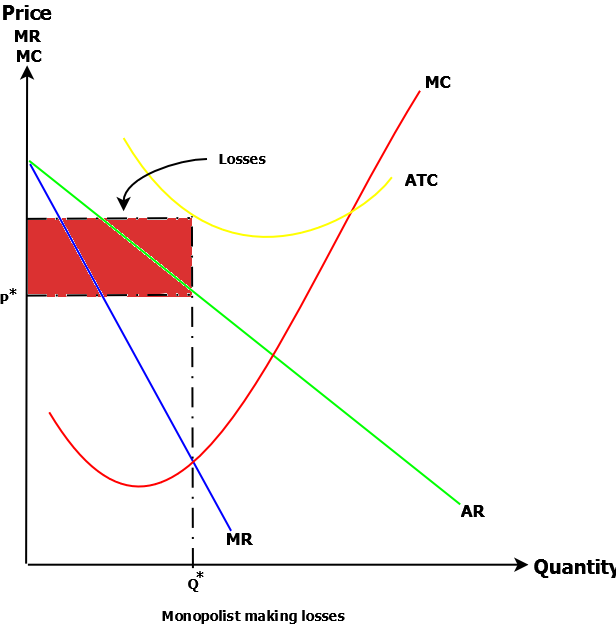 Price
MR
MC
MC
Losses
ATC
P*
AR
MR
Quantity
Q*
Monopolist making losses